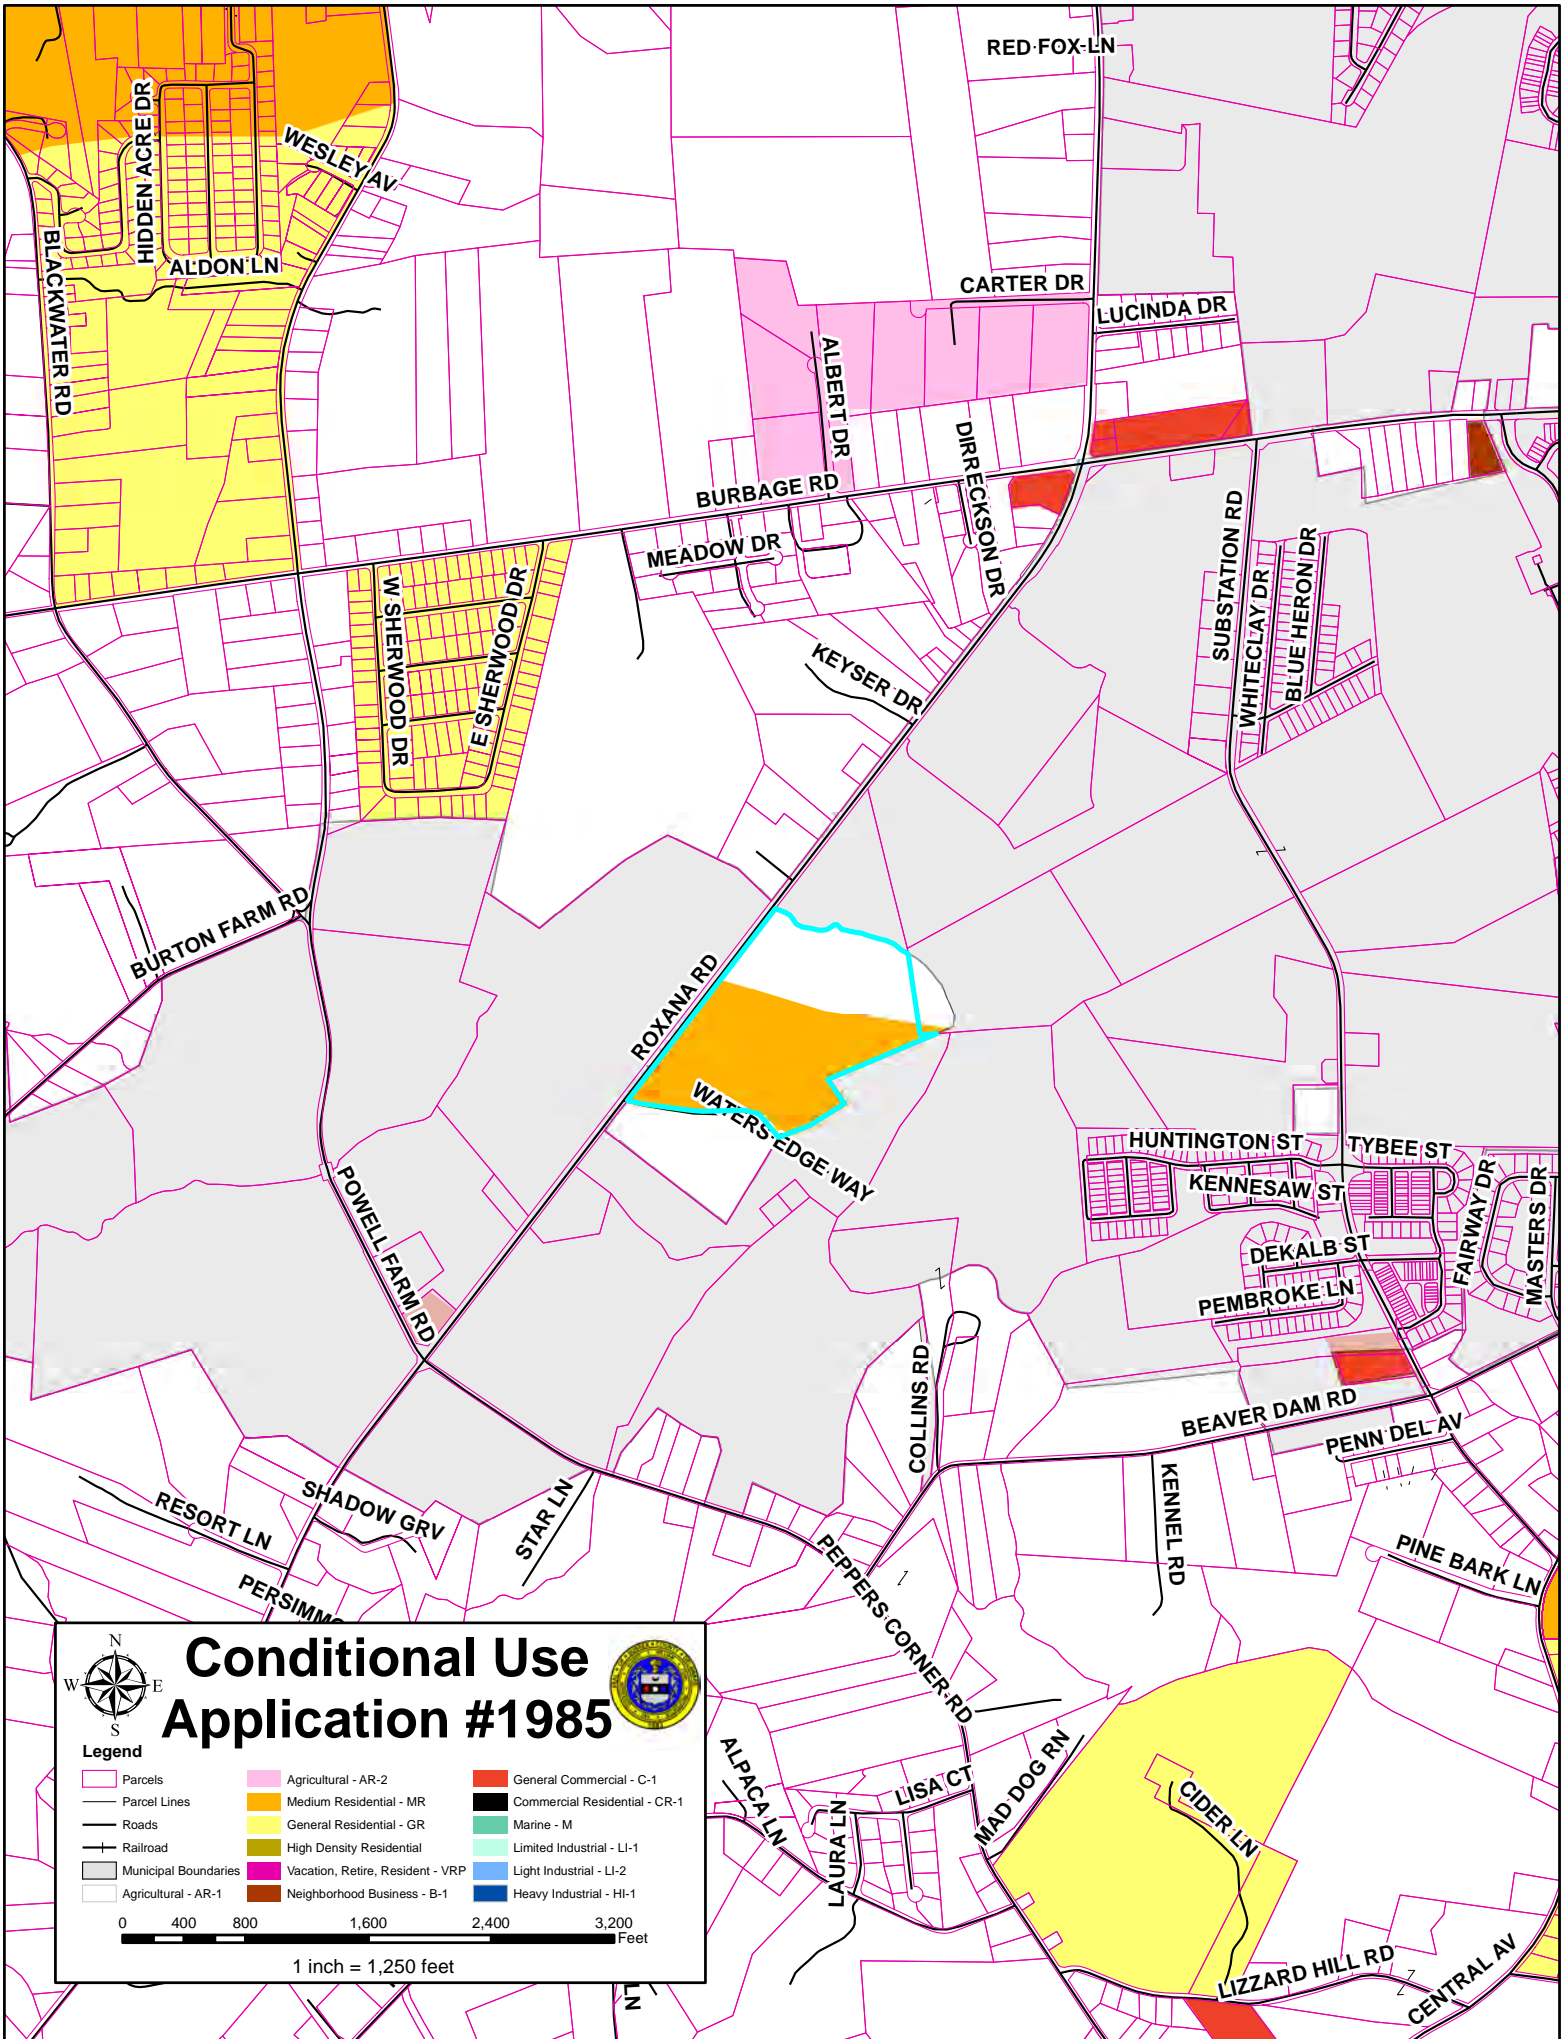 RED FOX LN
HIDDEN ACRE DR
WESLEY AV
BLACKWATER RD
ALDON LN
CARTER DR
LUCINDA DR
ALBERT DR
DIRRECKSON DR
BURBAGE RD
MEADOW DR
SUBSTATION RD
WHITECLAY DR
BLUE HERON DR
W SHERWOOD DR
E SHERWOOD DR
KEYSER DR
BURTON FARM RD
ROXANA RD
WATERS EDGE WAY
HUNTINGTON ST
TYBEE ST
KENNESAW ST
FAIRWAY DR
MASTERS DR
POWELL FARM RD
DEKALB ST
PEMBROKE LN
COLLINS RD
BEAVER DAM RD
PENN DEL AV
RESORT LN
SHADOW GRV
STAR LN
KENNEL RD
PINE BARK LN
PERSIMMO
PEPPERS CORNER RD
ALPACA LN
LISA CT
LAURA LN
MAD DOG RN
CIDER LN
LIZZARD HILL RD
CENTRAL AV
LN
N
W E
S
Conditional Use
Application #1985
Legend
Parcels
Parcel Lines
Roads
Railroad
Municipal Boundaries
Agricultural - AR-1
Agricultural - AR-2
Medium Residential - MR
General Residential - GR
High Density Residential
Vacation, Retire, Resident - VRP
Neighborhood Business - B-1
General Commercial - C-1
Commercial Residential - CR-1
Marine - M
Limited Industrial - LI-1
Light Industrial - LI-2
Heavy Industrial - HI-1
0 400 800 1,600 2,400 3,200
Feet
1 inch = 1,250 feet